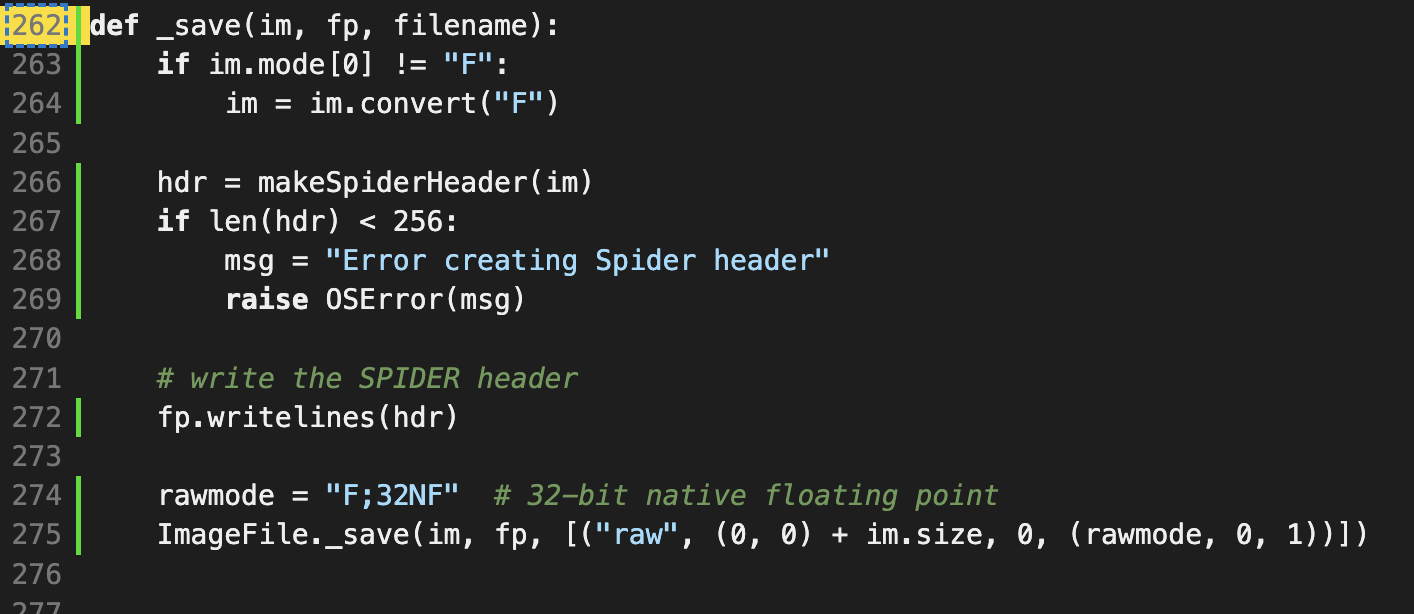 262 def _save(im, fp, filename):
263     if im.mode[0] != "F":
264         im = im.convert("F")
265
266     hdr = makeSpiderHeader(im)
267     if len(hdr) < 256:
268         msg = "Error creating Spider header"
269         raise OSError(msg)
270
271     # write the SPIDER header
272     fp.writelines(hdr)
273
274     rawmode = "F;32NF"  # 32-bit native floating point
275     ImageFile._save(im, fp, [("raw", (0, 0) + im.size, 0, (rawmode, 0, 1))])
276
277